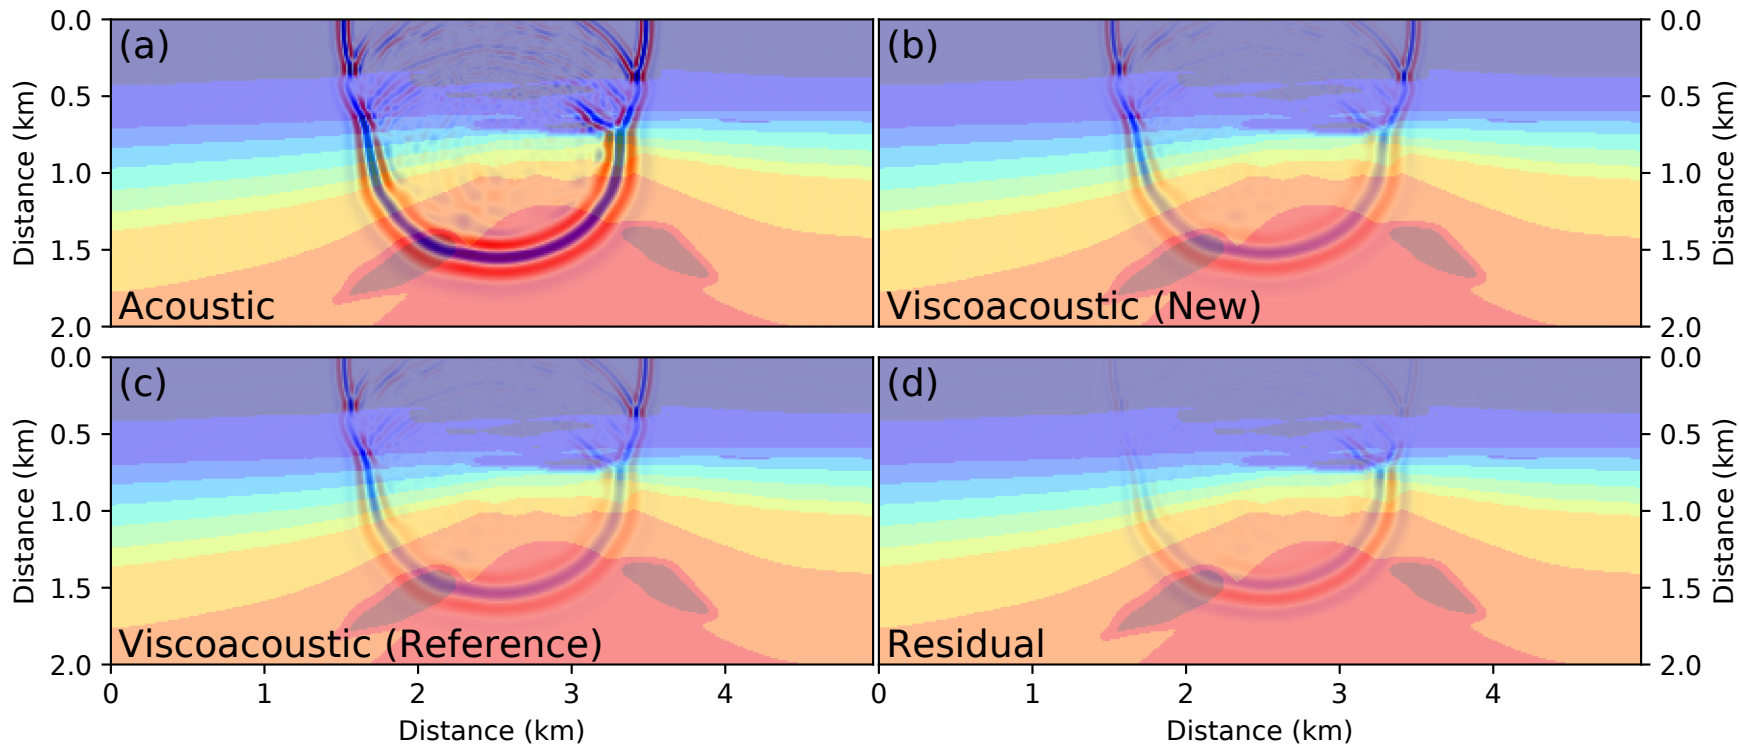 0.0
0.5
1.0
1.5
2.0
Distance (km)
(a)
Acoustic
(b)
Viscoacoustic (New)
0.0
0.5
1.0
1.5
2.0
Distance (km)
0.0
0.5
1.0
1.5
2.0
Distance (km)
(c)
Viscoacoustic (Reference)
0 1 2 3 4
Distance (km)
(d)
Residual
0.0
0.5
1.0
1.5
2.0
Distance (km)
0 1 2 3 4
Distance (km)